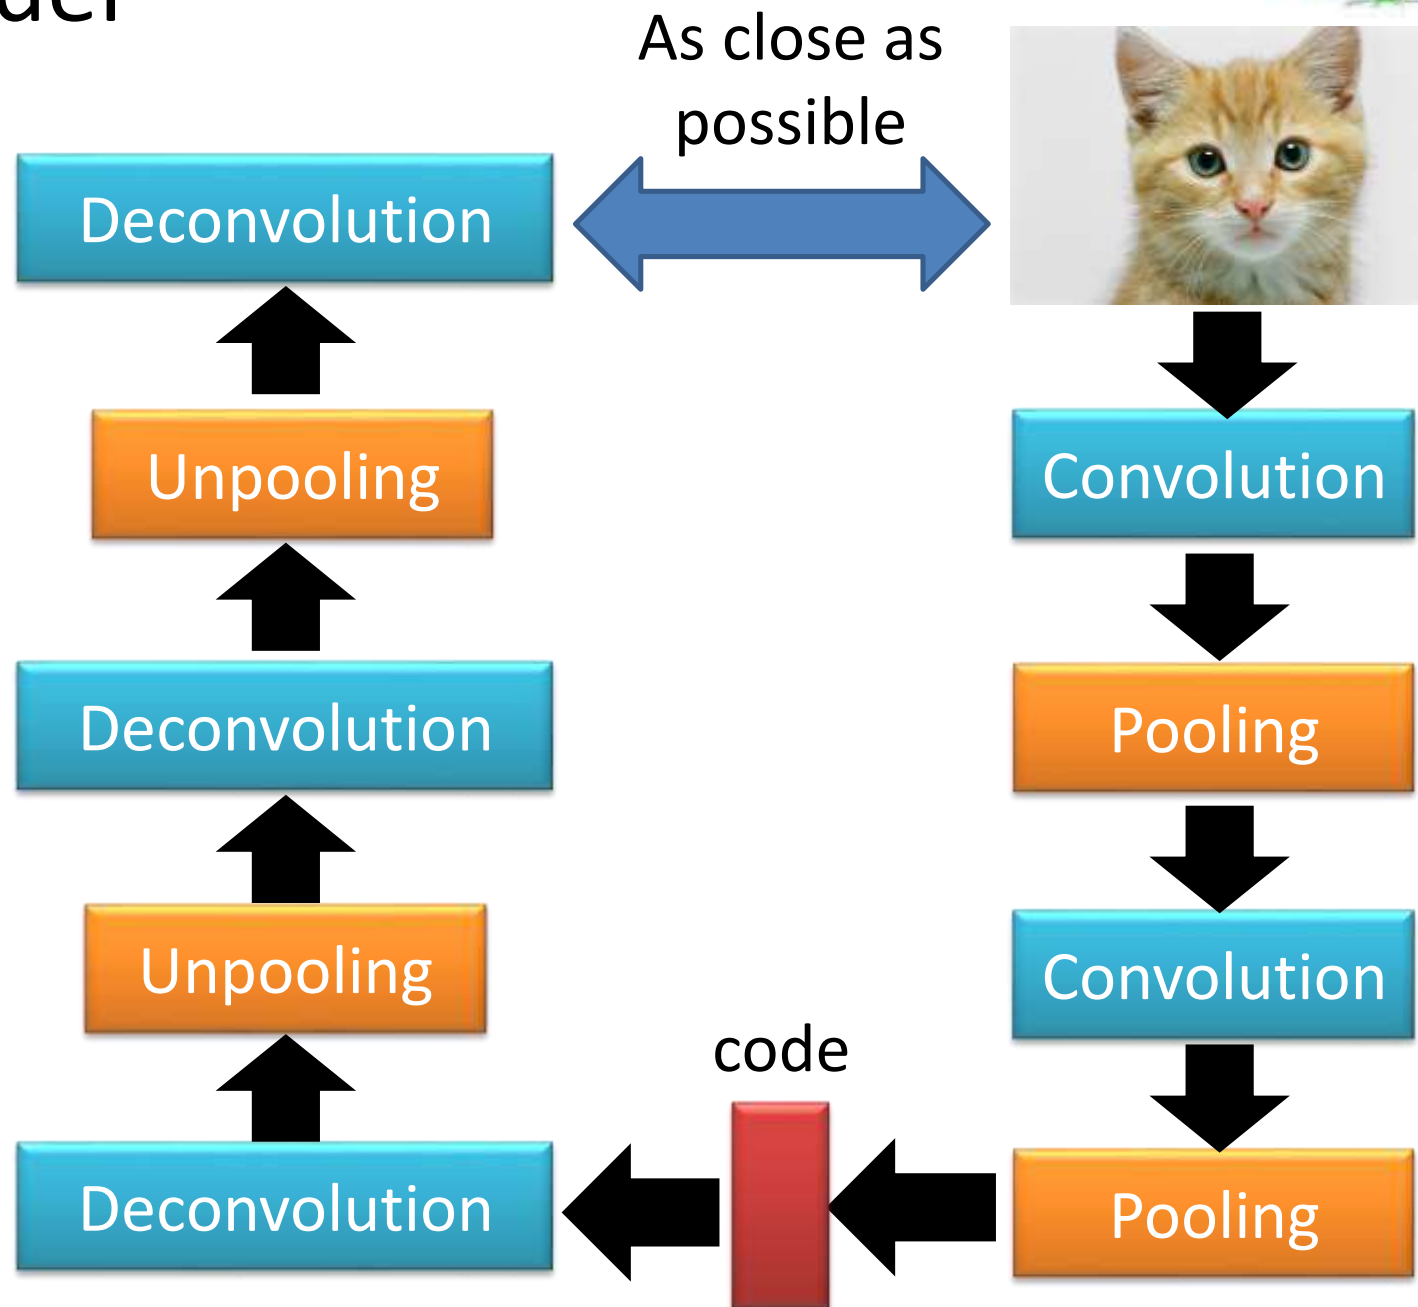 As close as
possible
Deconvolution
Unpooling
Convolution
Deconvolution
Pooling
Unpooling
Convolution
code
Deconvolution
Pooling